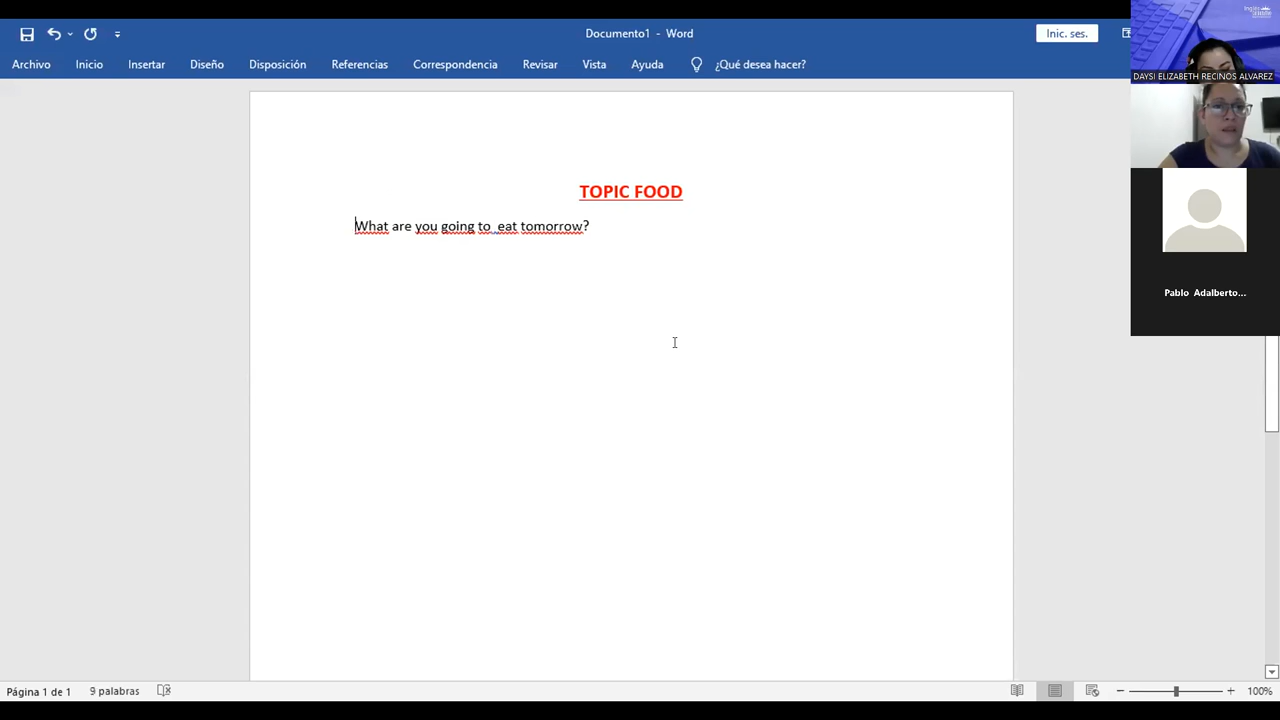 Documento1 - Word
Inic. ses.
Archivo Inicio Insertar Diseño Disposición Referencias Correspondencia Revisar Vista Ayuda ¿Qué desea hacer?
DAYSI ELIZABETH RECINOS ALVAREZ
TOPIC FOOD
What are you going to  eat tomorrow?
Pablo Adalberto...
Página 1 de 1 9 palabras 100%